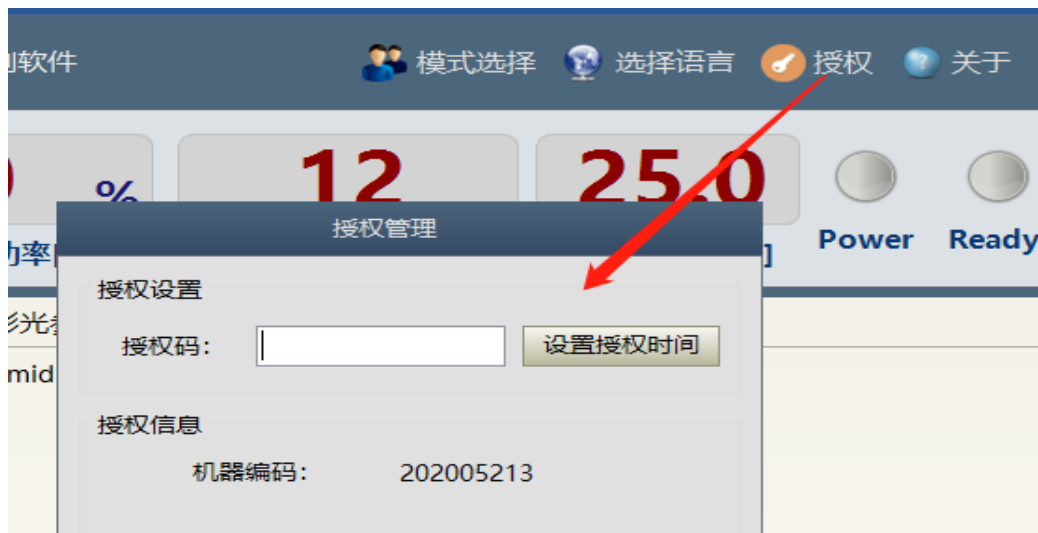 软件
模式选择 选择语言 授权 关于
% 12 25.0
Power Ready
授权管理
率 ]
授权设置
授权码:
设置授权时间
光
mid
授权信息
机器编码: 202005213